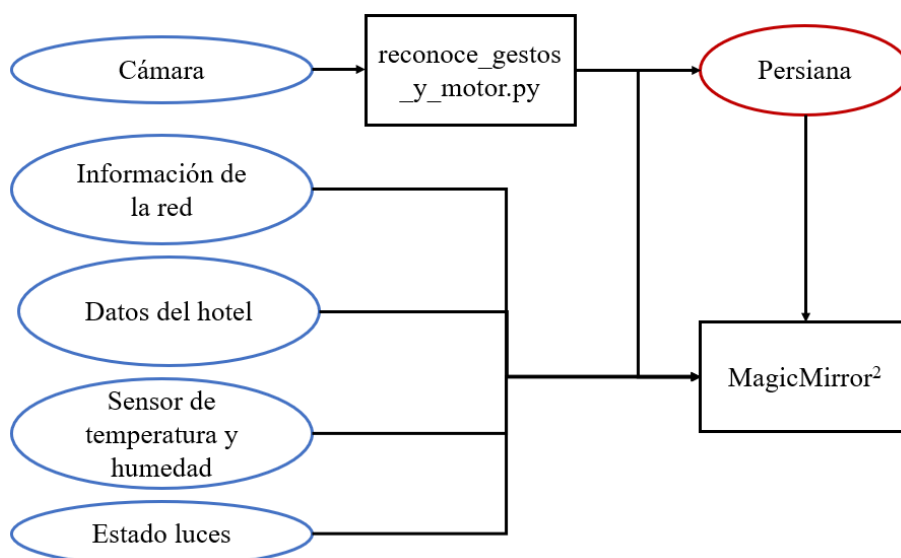 Cámara
reconoce_gestos
_y_motor.py
Persiana
Información de
la red
Datos del hotel
MagicMirror²
Sensor de
temperatura y
humedad
Estado luces